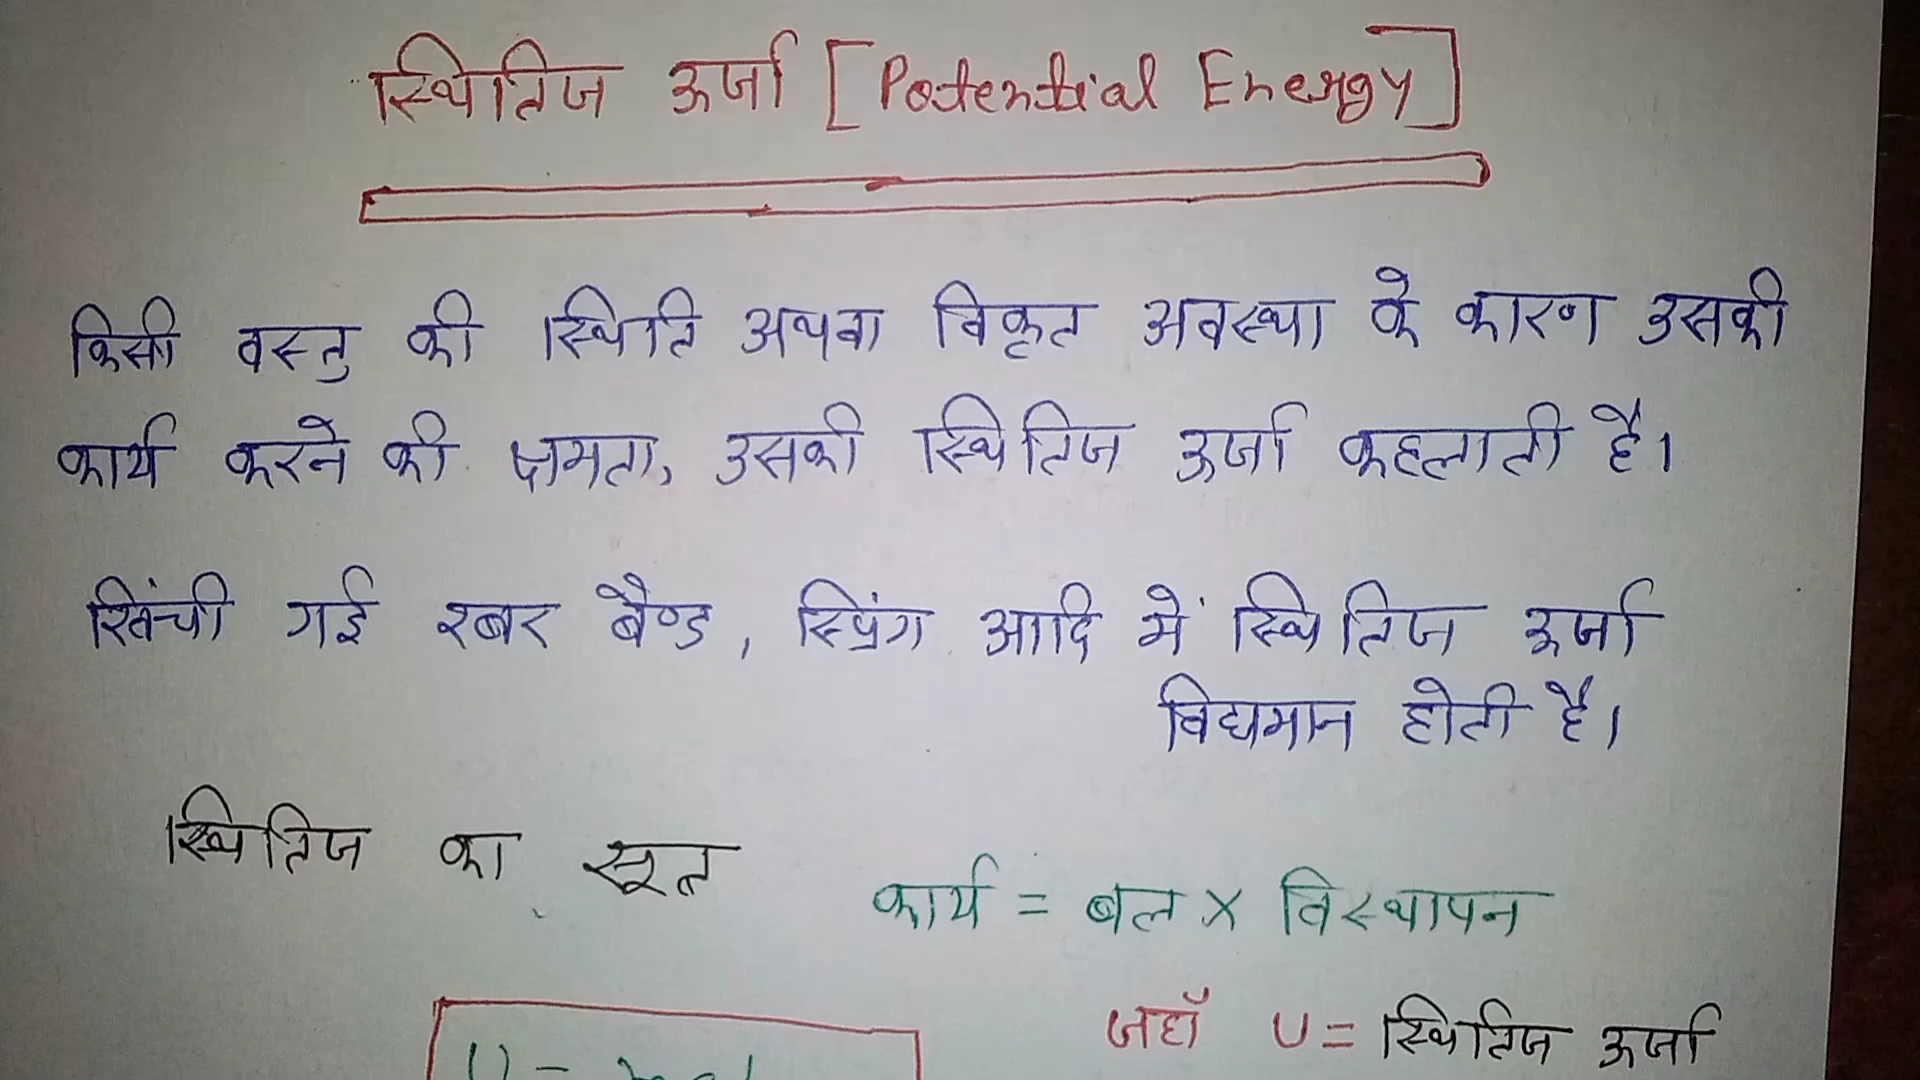 स्थितिज ऊर्जा [Potential Energy]
किसी वस्तु की स्थिति अथवा विकृत अवस्था के कारण उसकी
कार्य करने की क्षमता, उसकी स्थितिज ऊर्जा कहलाती है।
खिंची गई रबर बैण्ड, स्प्रिंग आदि में स्थितिज ऊर्जा
विद्यमान होती है।
स्थितिज का सूत्र
कार्य = बल x विस्थापन
जहाँ U = स्थितिज ऊर्जा
U =